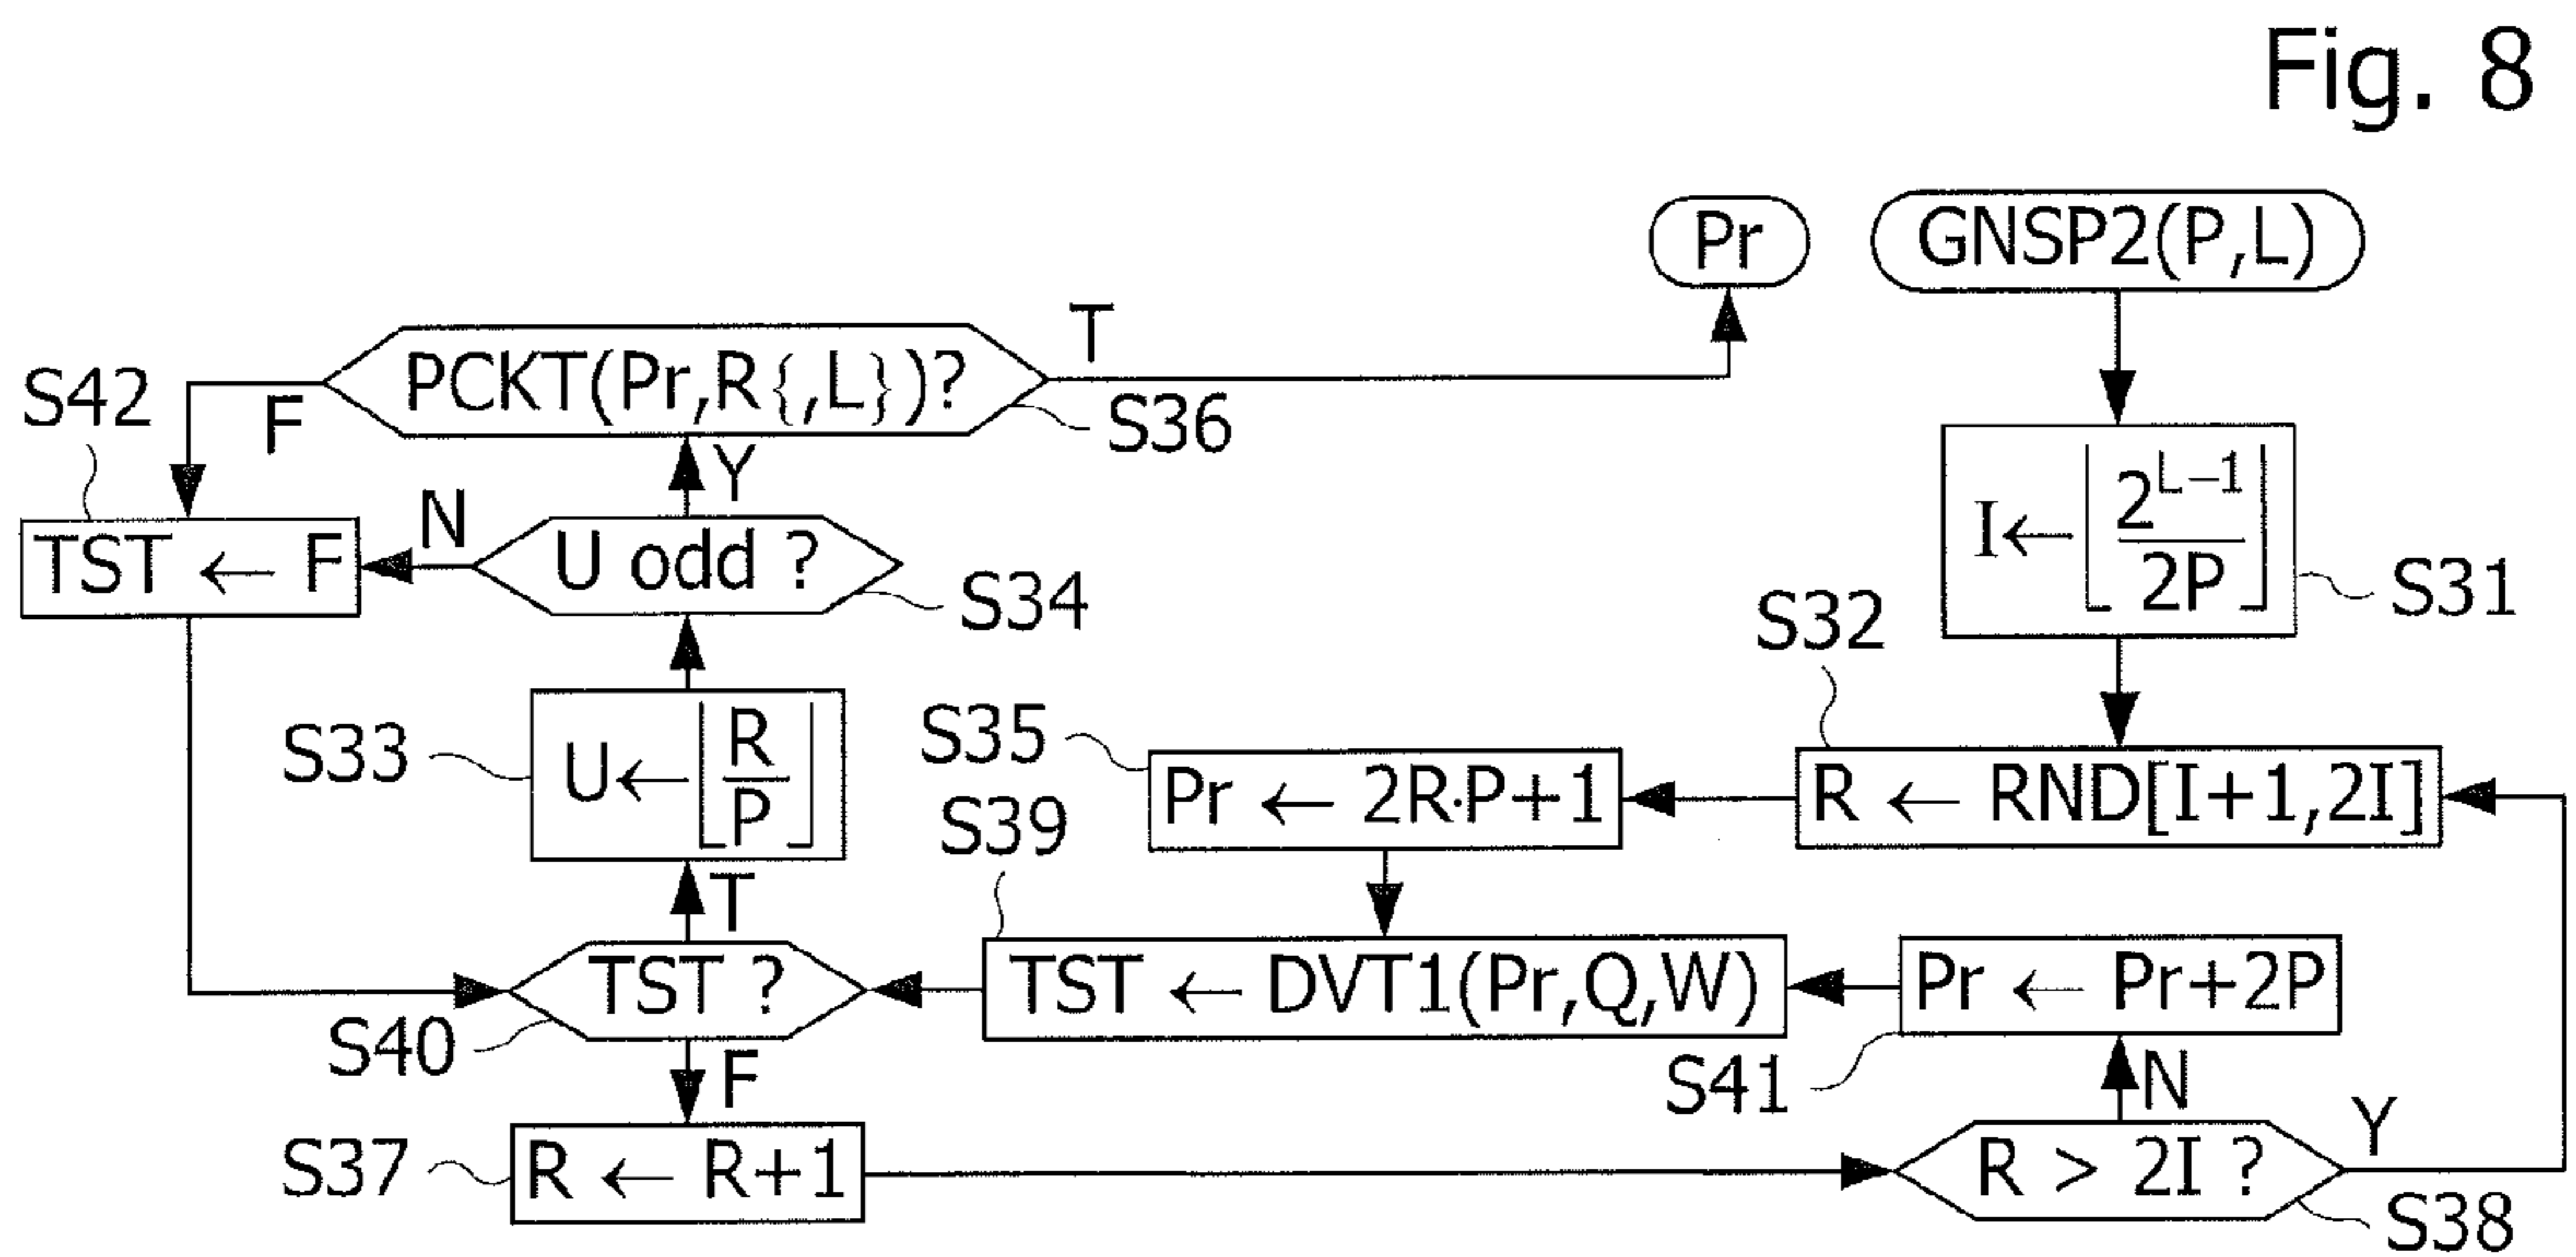 Fig. 8
Pr
GNSP2(P,L)
PCKT(Pr,R{,L})?
T
F
S36
S42
Y
N
TST ← F
U odd ?
S34
I←⌊2^{L−1}/2P⌋
S31
S32
S33
U←⌊R/P⌋
S35
Pr ← 2R·P+1
R ← RND[I+1,2I]
S39
T
TST ?
TST ← DVT1(Pr,Q,W)
Pr ← Pr+2P
S40
F
S41
N
Y
S37
R ← R+1
R > 2I ?
S38